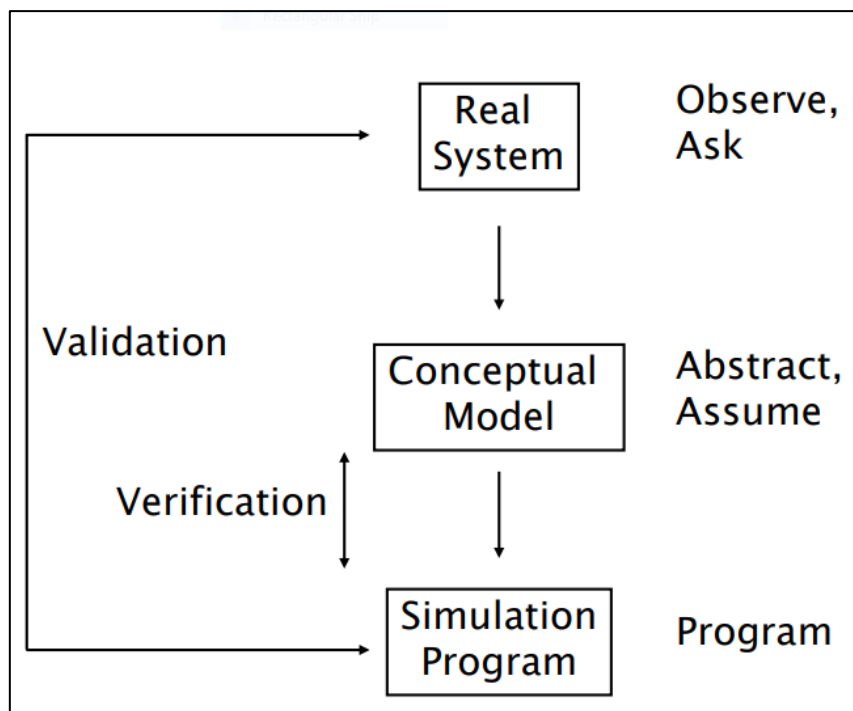 Real
System
Observe,
Ask
Validation
Conceptual
Model
Abstract,
Assume
Verification
Simulation
Program
Program